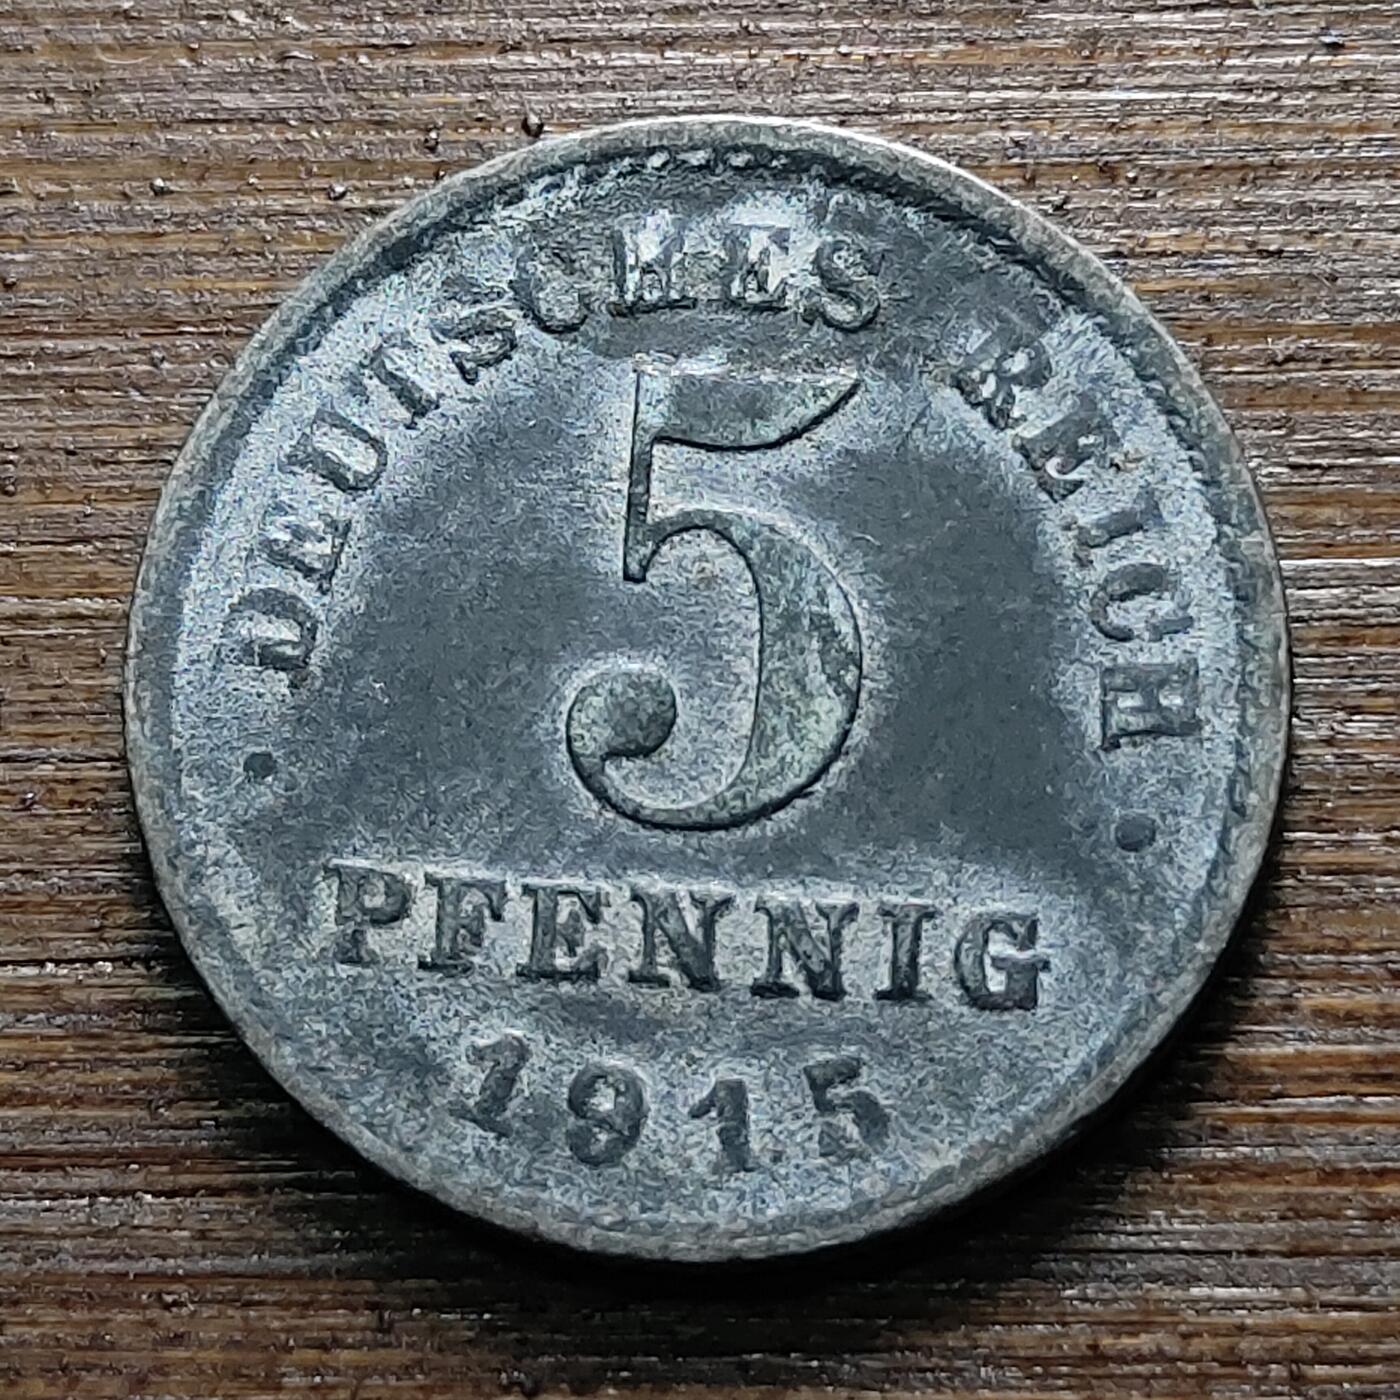 DEUTSCHES REICH
5
PFENNIG
1915